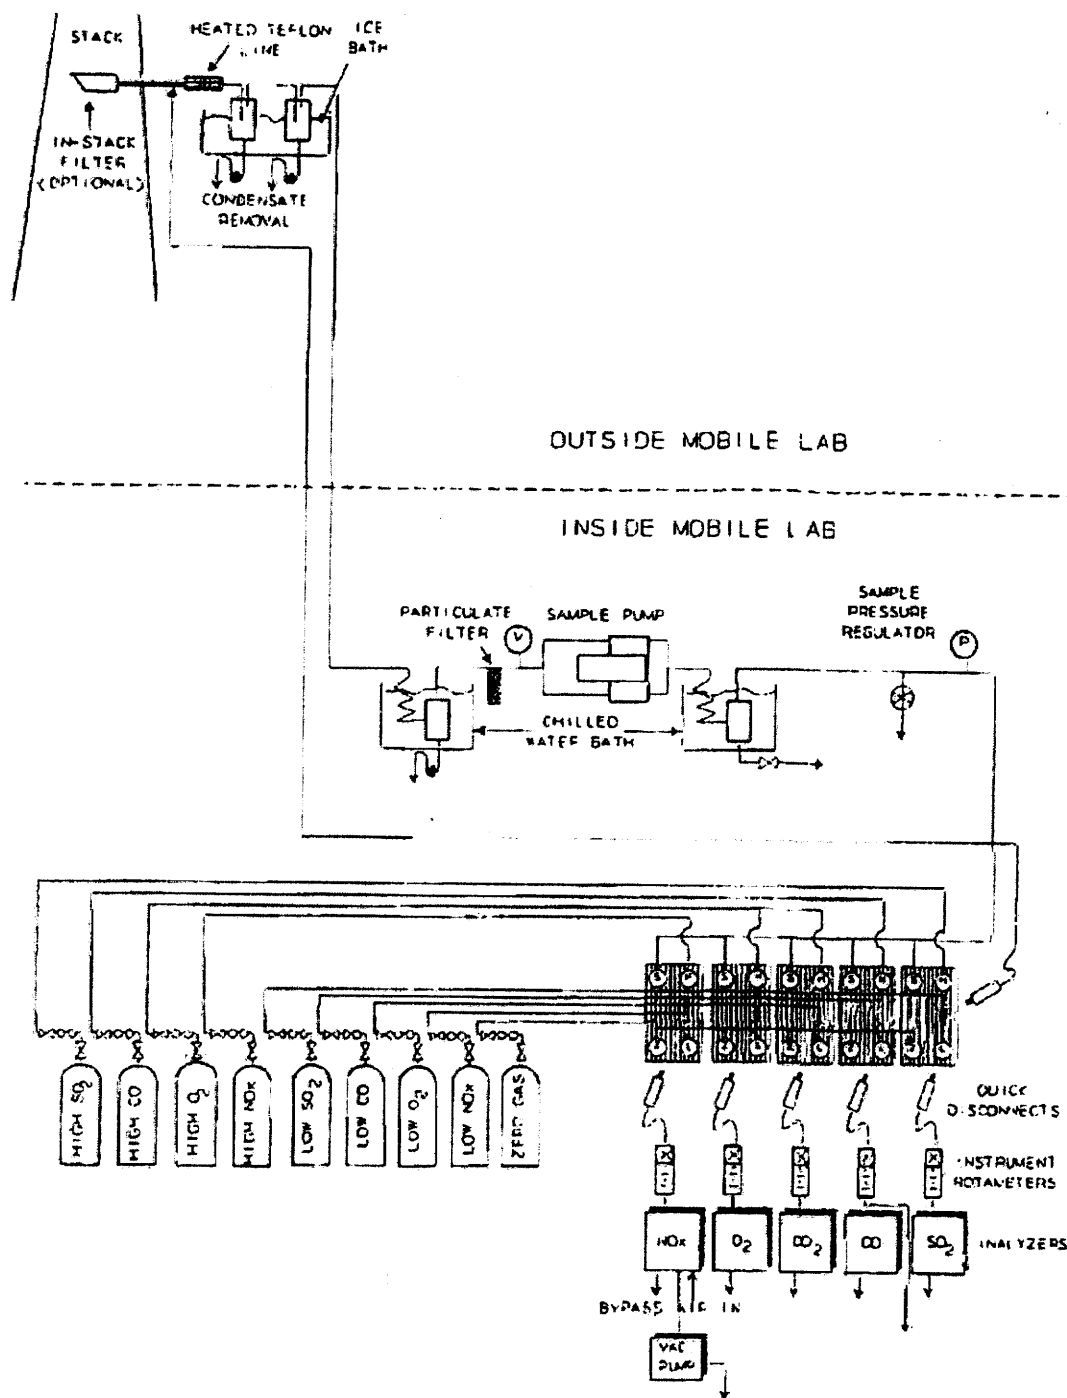 STACK
HEATED TEFLON
LINE
ICE
BATH
IN-STACK
FILTER
(OPTIONAL)
CONDENSATE
REMOVAL
OUTSIDE MOBILE LAB
INSIDE MOBILE LAB
PARTICULATE
FILTER
V
SAMPLE PUMP
SAMPLE
PRESSURE
REGULATOR
P
CHILLED
WATER BATH
HIGH SO2
HIGH CO
HIGH O2
HIGH NOx
LOW SO2
LOW CO
LOW O2
LOW NOx
ZERO GAS
QUICK
DISCONNECTS
INSTRUMENT
ROTAMETERS
NOx
O2
CO2
CO
SO2
ANALYZERS
BYPASS AIR IN
VAC
PUMP